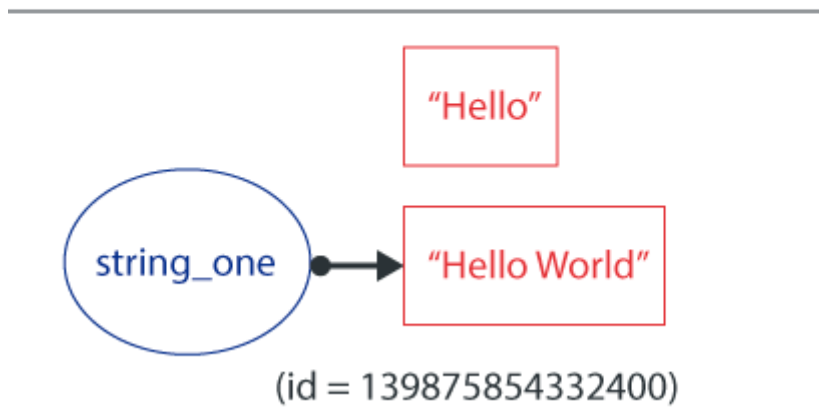 “Hello”
string_one
“Hello World”
(id = 139875854332400)